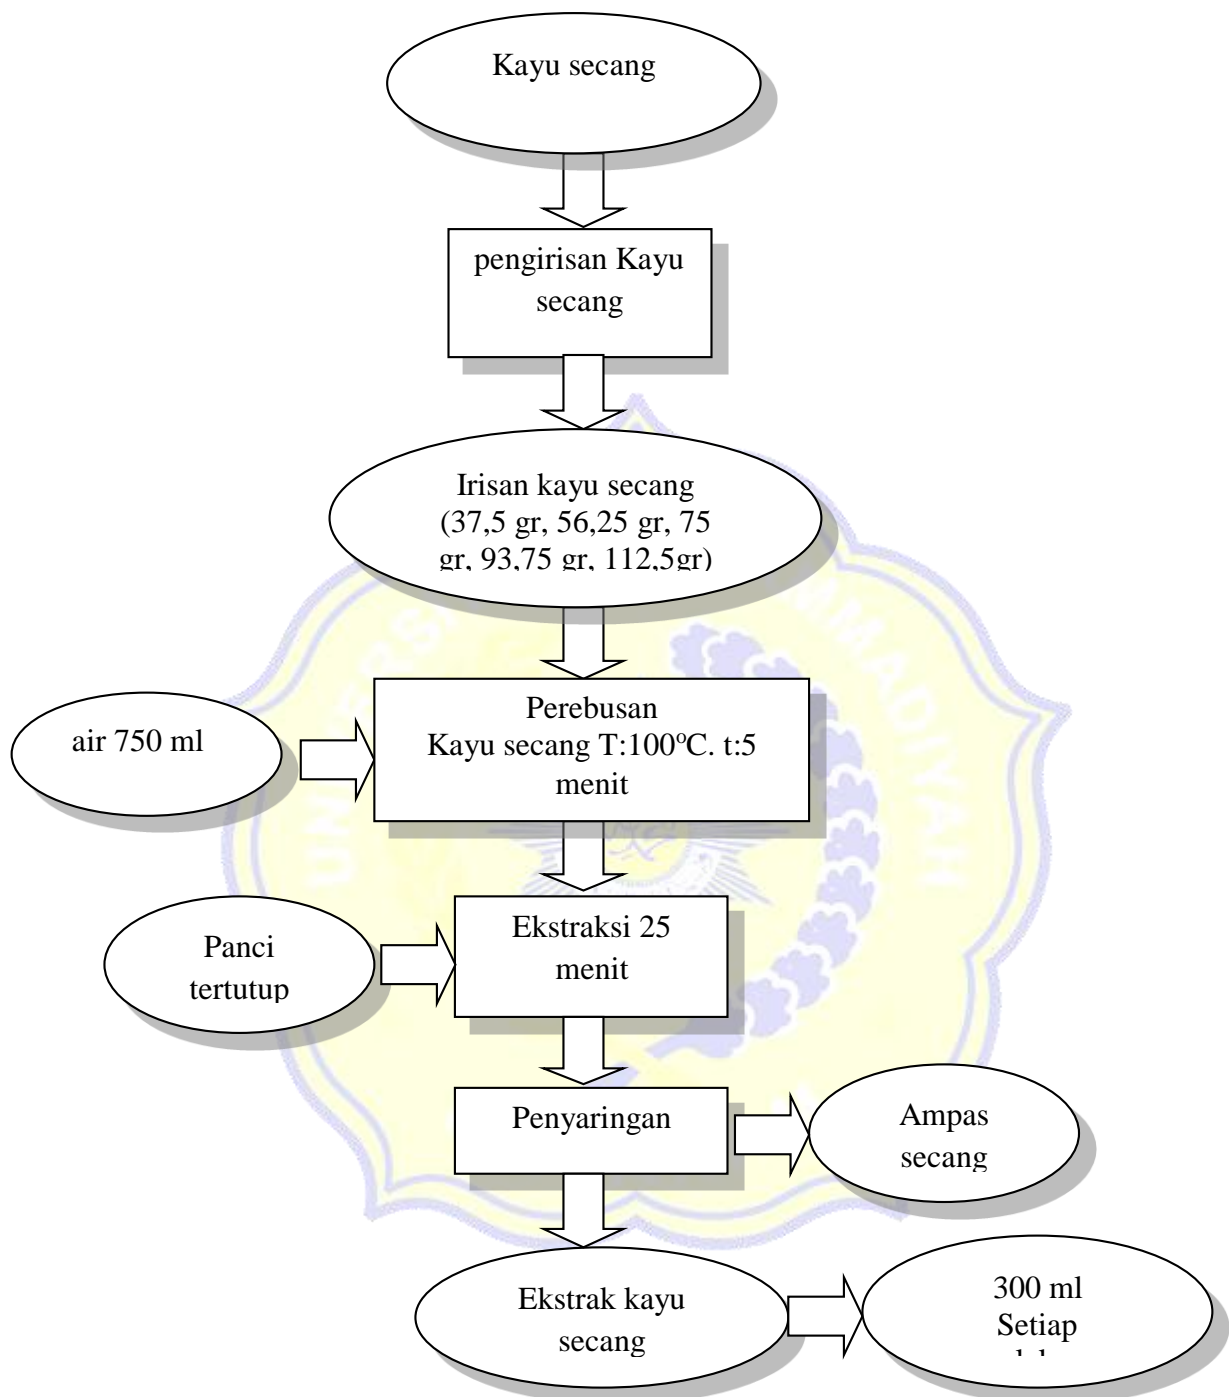 Kayu secang
pengirisan Kayu
secang
Irisan kayu secang
(37,5 gr, 56,25 gr, 75
gr, 93,75 gr, 112,5gr)
air 750 ml
Perebusan
Kayu secang T:100°C. t:5
menit
Panci
tertutup
Ekstraksi 25
menit
Penyaringan
Ampas
secang
Ekstrak kayu
secang
300 ml
Setiap